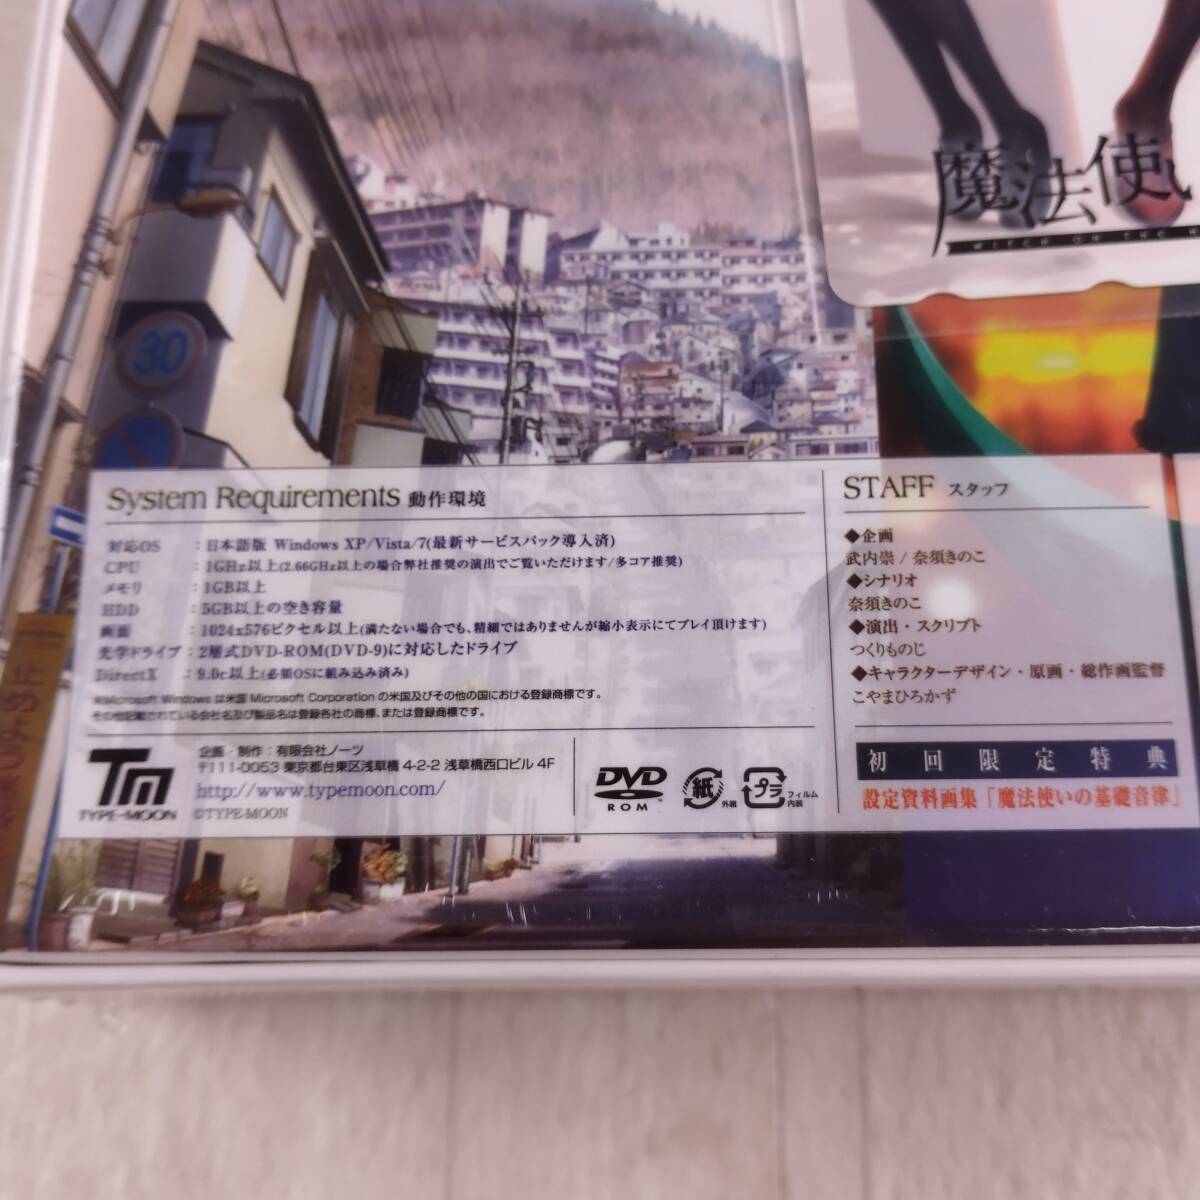 魔法使い
WITCH ON THE H
30
System Requirements 動作環境
対応OS : 日本語版 Windows XP/Vista/7(最新サービスパック導入済)
CPU : 1GHz以上(2.66GHz以上の場合弊社推奨の演出でご覧いただけます/多コア推奨)
メモリ : 1GB以上
HDD : 5GB以上の空き容量
画面 : 1024x576ピクセル以上(満たない場合でも、精細ではありませんが縮小表示にてプレイ頂けます)
光学ドライブ : 2層式DVD-ROM(DVD-9)に対応したドライブ
DirectX : 9.0c以上(必須OSに組み込み済み)
※Microsoft Windowsは米国 Microsoft Corporation の米国及びその他の国における登録商標です。
その他記載されている会社名及び製品名は登録各社の商標、または登録商標です。
TM
TYPE-MOON
企画・制作:有限会社ノーツ
〒111-0053 東京都台東区浅草橋 4-2-2 浅草橋西口ビル 4F
http://www.typemoon.com/
©TYPE-MOON
DVD
ROM
紙 外箱
プラ フィルム 内装
STAFF スタッフ
◆企画
武内崇 / 奈須きのこ
◆シナリオ
奈須きのこ
◆演出・スクリプト
つくりものじ
◆キャラクターデザイン・原画・総作画監督
こやまひろかず
初回限定特典
設定資料画集「魔法使いの基礎音律」